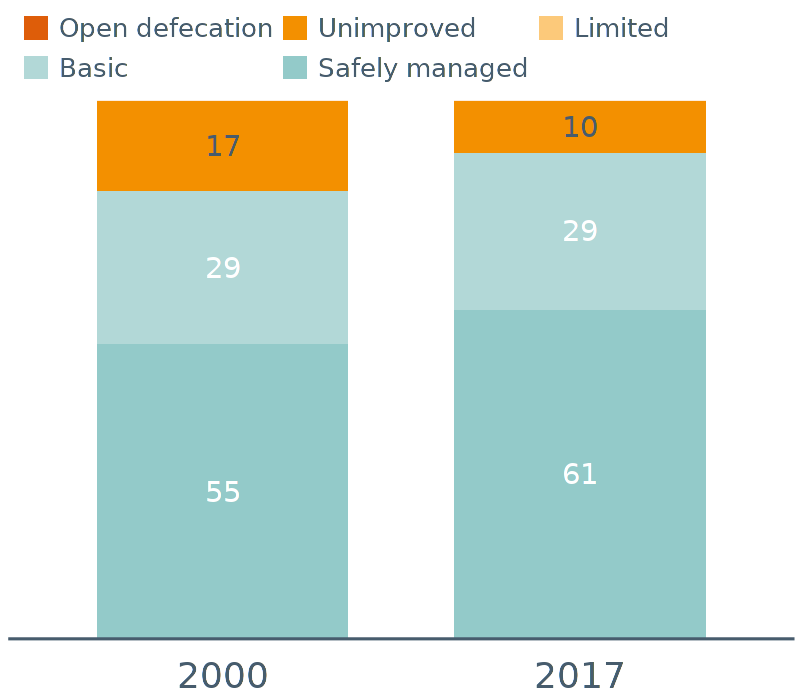 Open defecation Unimproved Limited
Basic Safely managed
17 10
29 29
55 61
2000 2017